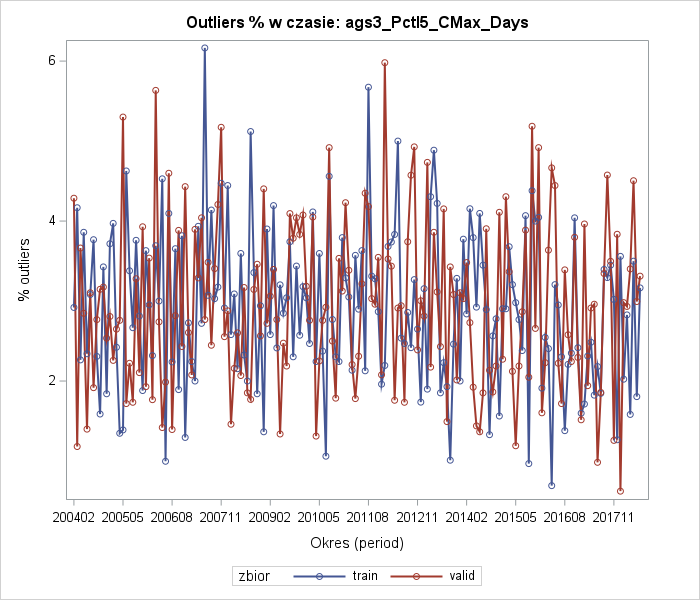 Outliers % w czasie: ags3_Pctl5_CMax_Days
6
4
2
% outliers
200402 200505 200608 200711 200902 201005 201108 201211 201402 201505 201608 201711
Okres (period)
zbior train valid